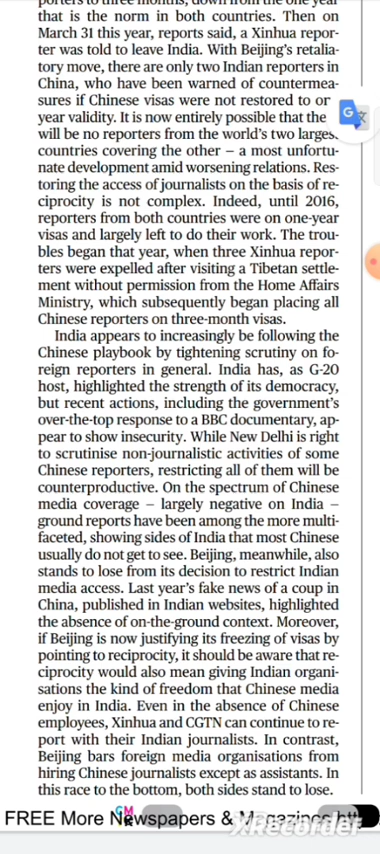 porters to three months, down from the one year
that is the norm in both countries. Then on
March 31 this year, reports said, a Xinhua repor-
ter was told to leave India. With Beijing's retalia-
tory move, there are only two Indian reporters in
China, who have been warned of countermea-
sures if Chinese visas were not restored to or
year validity. It is now entirely possible that the
will be no reporters from the world's two larges
countries covering the other – a most unfortu-
nate development amid worsening relations. Res-
toring the access of journalists on the basis of re-
ciprocity is not complex. Indeed, until 2016,
reporters from both countries were on one-year
visas and largely left to do their work. The trou-
bles began that year, when three Xinhua repor-
ters were expelled after visiting a Tibetan settle-
ment without permission from the Home Affairs
Ministry, which subsequently began placing all
Chinese reporters on three-month visas.
India appears to increasingly be following the
Chinese playbook by tightening scrutiny on fo-
reign reporters in general. India has, as G-20
host, highlighted the strength of its democracy,
but recent actions, including the government's
over-the-top response to a BBC documentary, ap-
pear to show insecurity. While New Delhi is right
to scrutinise non-journalistic activities of some
Chinese reporters, restricting all of them will be
counterproductive. On the spectrum of Chinese
media coverage – largely negative on India –
ground reports have been among the more multi-
faceted, showing sides of India that most Chinese
usually do not get to see. Beijing, meanwhile, also
stands to lose from its decision to restrict Indian
media access. Last year's fake news of a coup in
China, published in Indian websites, highlighted
the absence of on-the-ground context. Moreover,
if Beijing is now justifying its freezing of visas by
pointing to reciprocity, it should be aware that re-
ciprocity would also mean giving Indian organi-
sations the kind of freedom that Chinese media
enjoy in India. Even in the absence of Chinese
employees, Xinhua and CGTN can continue to re-
port with their Indian journalists. In contrast,
Beijing bars foreign media organisations from
hiring Chinese journalists except as assistants. In
this race to the bottom, both sides stand to lose.
FREE More Newspapers & Magazines htt
XRecorder